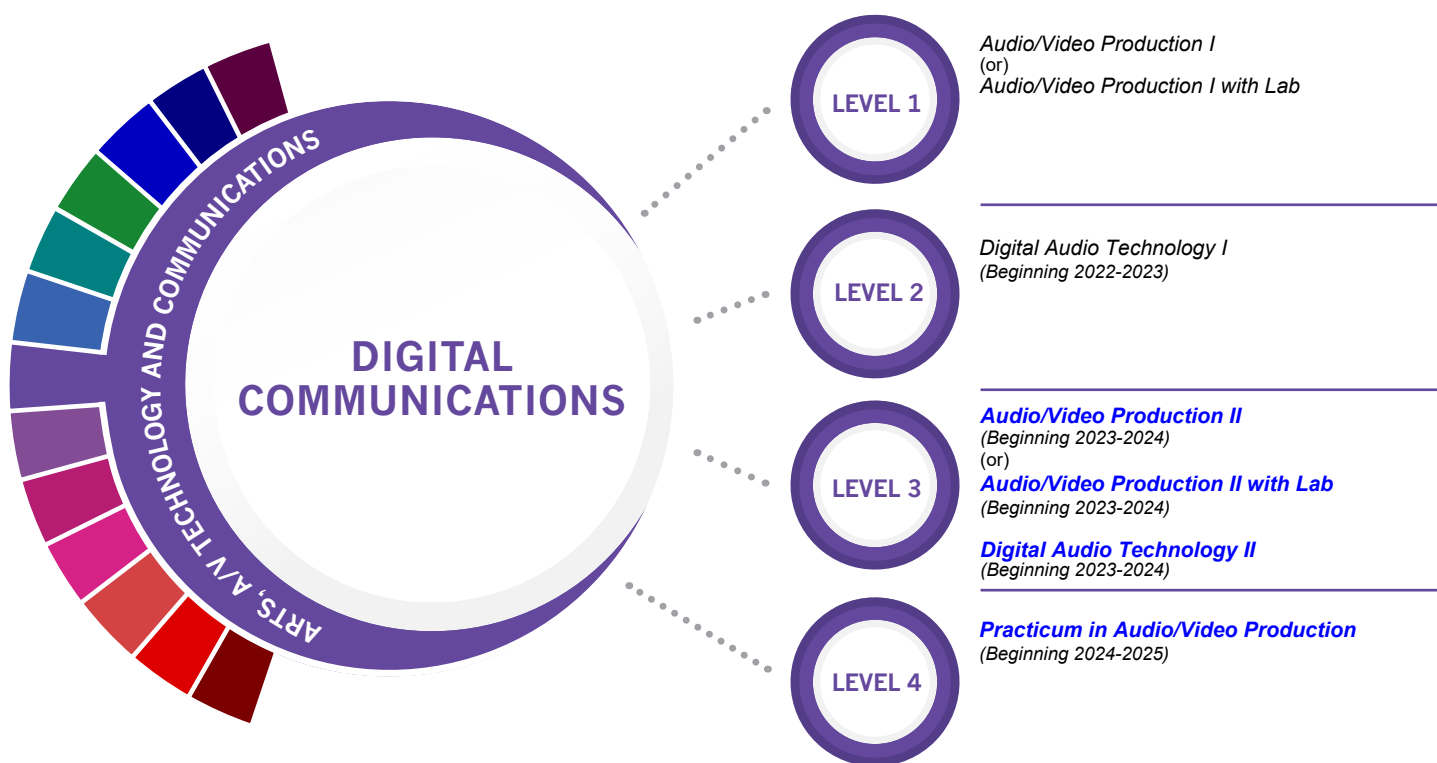 ARTS, A/V TECHNOLOGY AND COMMUNICATIONS
DIGITAL
COMMUNICATIONS
LEVEL 1
Audio/Video Production I
(or)
Audio/Video Production I with Lab
LEVEL 2
Digital Audio Technology I
(Beginning 2022-2023)
LEVEL 3
Audio/Video Production II
(Beginning 2023-2024)
(or)
Audio/Video Production II with Lab
(Beginning 2023-2024)
Digital Audio Technology II
(Beginning 2023-2024)
LEVEL 4
Practicum in Audio/Video Production
(Beginning 2024-2025)